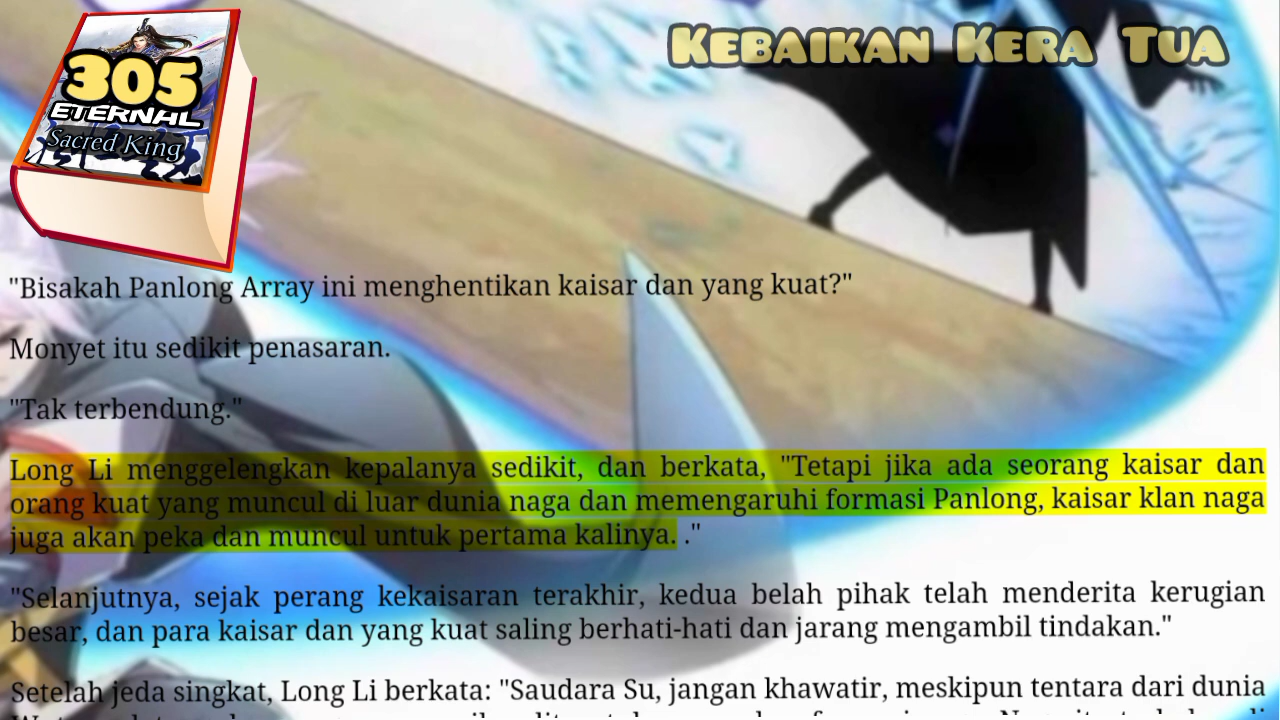 305
ETERNAL
Sacred King
Kebaikan Kera Tua
"Bisakah Panlong Array ini menghentikan kaisar dan yang kuat?"
Monyet itu sedikit penasaran.
"Tak terbendung."
Long Li menggelengkan kepalanya sedikit, dan berkata, "Tetapi jika ada seorang kaisar dan
orang kuat yang muncul di luar dunia naga dan memengaruhi formasi Panlong, kaisar klan naga
juga akan peka dan muncul untuk pertama kalinya. ."
"Selanjutnya, sejak perang kekaisaran terakhir, kedua belah pihak telah menderita kerugian
besar, dan para kaisar dan yang kuat saling berhati-hati dan jarang mengambil tindakan."
Setelah jeda singkat, Long Li berkata: "Saudara Su, jangan khawatir, meskipun tentara dari dunia